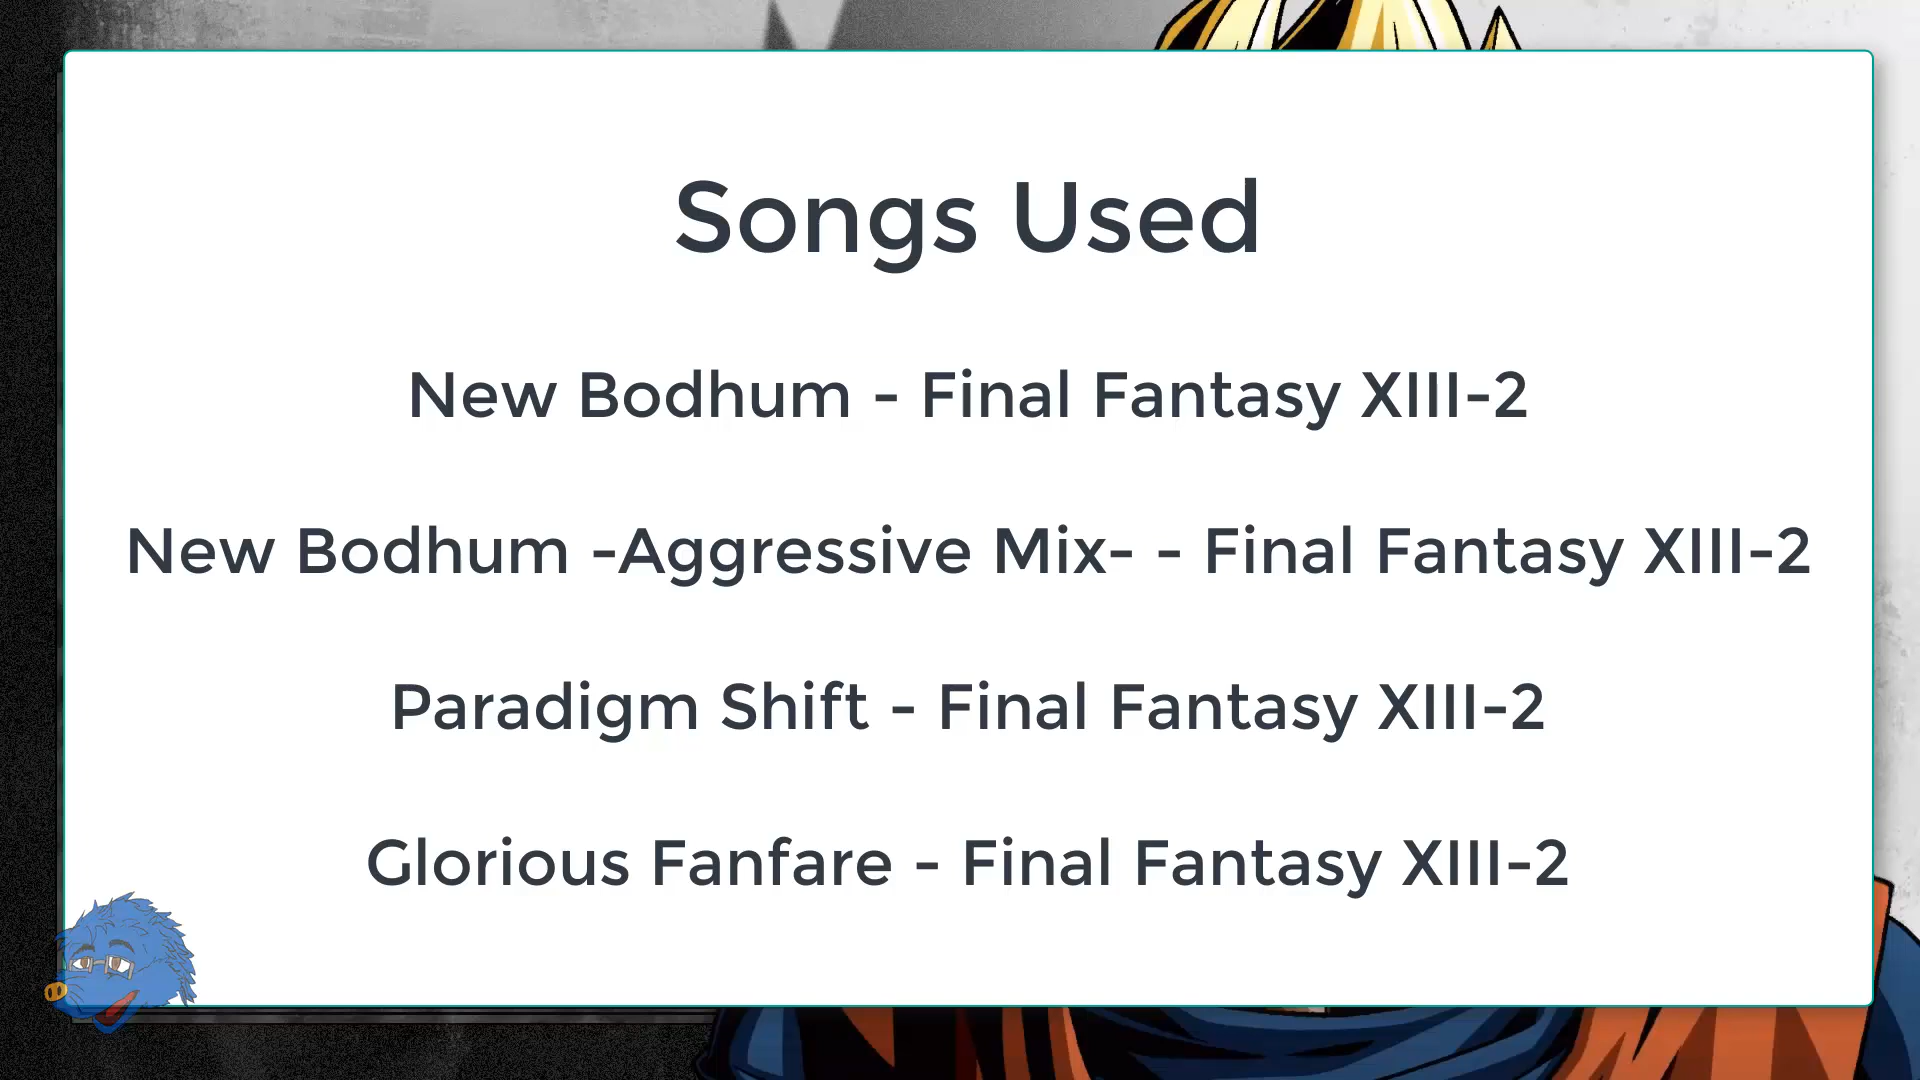 Songs Used
New Bodhum - Final Fantasy XIII-2
New Bodhum -Aggressive Mix- - Final Fantasy XIII-2
Paradigm Shift - Final Fantasy XIII-2
Glorious Fanfare - Final Fantasy XIII-2